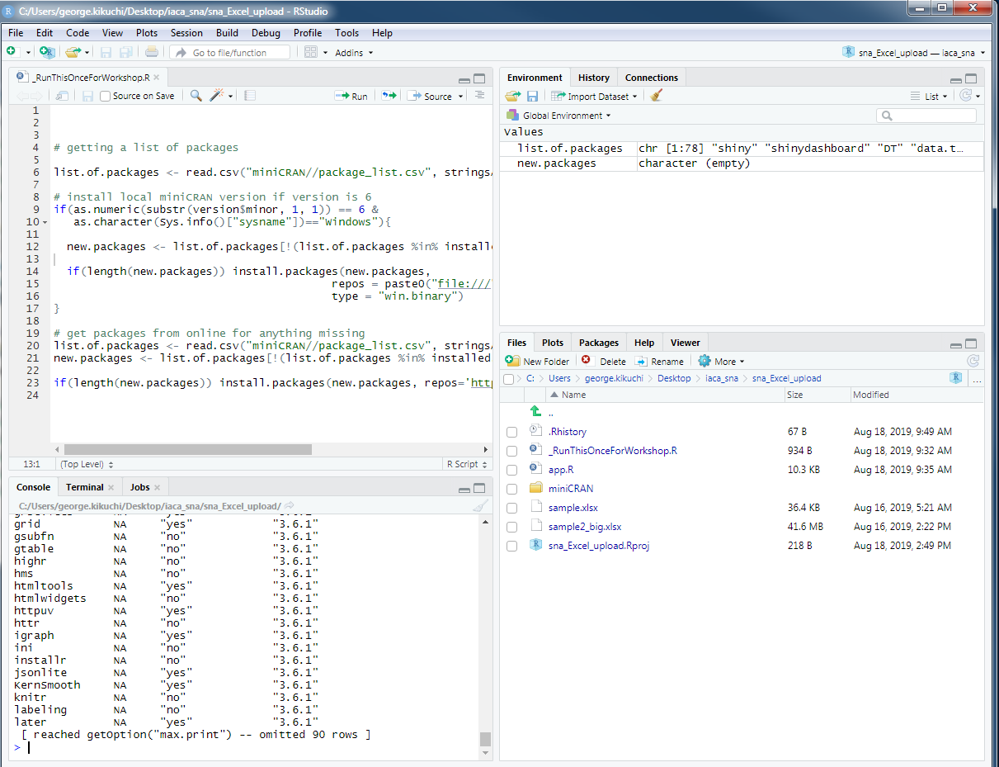 C:/Users/george.kikuchi/Desktop/iaca_sna/sna_Excel_upload - RStudio
File Edit Code View Plots Session Build Debug Profile Tools Help
Go to file/function Addins sna_Excel_upload — iaca_sna
_RunThisOnceForWorkshop.R
Source on Save Run Source
1
2
3
4 # getting a list of packages
5
6 list.of.packages <- read.csv("miniCRAN//package_list.csv", strings
7
8 # install local miniCRAN version if version is 6
9 if(as.numeric(substr(version$minor, 1, 1)) == 6 &
10 as.character(Sys.info()["sysname"])=="Windows"){
11
12 new.packages <- list.of.packages[!(list.of.packages %in% installe
13
14 if(length(new.packages)) install.packages(new.packages,
15 repos = paste0("file:///
16 type = "win.binary")
17 }
18
19 # get packages from online for anything missing
20 list.of.packages <- read.csv("miniCRAN//package_list.csv", strings
21 new.packages <- list.of.packages[!(list.of.packages %in% installed
22
23 if(length(new.packages)) install.packages(new.packages, repos='http
24
13:1 (Top Level) R Script
Console Terminal Jobs
C:/Users/george.kikuchi/Desktop/iaca_sna/sna_Excel_upload/
grid NA "yes" "3.6.1"
gsubfn NA "no" "3.6.1"
gtable NA "no" "3.6.1"
highr NA "no" "3.6.1"
hms NA "no" "3.6.1"
htmltools NA "yes" "3.6.1"
htmlwidgets NA "no" "3.6.1"
httpuv NA "yes" "3.6.1"
httr NA "no" "3.6.1"
igraph NA "yes" "3.6.1"
ini NA "no" "3.6.1"
installr NA "no" "3.6.1"
jsonlite NA "yes" "3.6.1"
KernSmooth NA "yes" "3.6.1"
knitr NA "no" "3.6.1"
labeling NA "no" "3.6.1"
later NA "yes" "3.6.1"
[ reached getOption("max.print") -- omitted 90 rows ]
>
Environment History Connections
Import Dataset List
Global Environment
Values
list.of.packages chr [1:78] "shiny" "shinydashboard" "DT" "data.t…
new.packages character (empty)
Files Plots Packages Help Viewer
New Folder Delete Rename More
C: Users george.kikuchi Desktop iaca_sna sna_Excel_upload ...
Name Size Modified
..
.Rhistory 67 B Aug 18, 2019, 9:49 AM
_RunThisOnceForWorkshop.R 934 B Aug 18, 2019, 9:32 AM
app.R 10.3 KB Aug 18, 2019, 9:35 AM
miniCRAN
sample.xlsx 36.4 KB Aug 16, 2019, 5:21 AM
sample2_big.xlsx 41.6 MB Aug 16, 2019, 2:22 PM
sna_Excel_upload.Rproj 218 B Aug 18, 2019, 2:49 PM